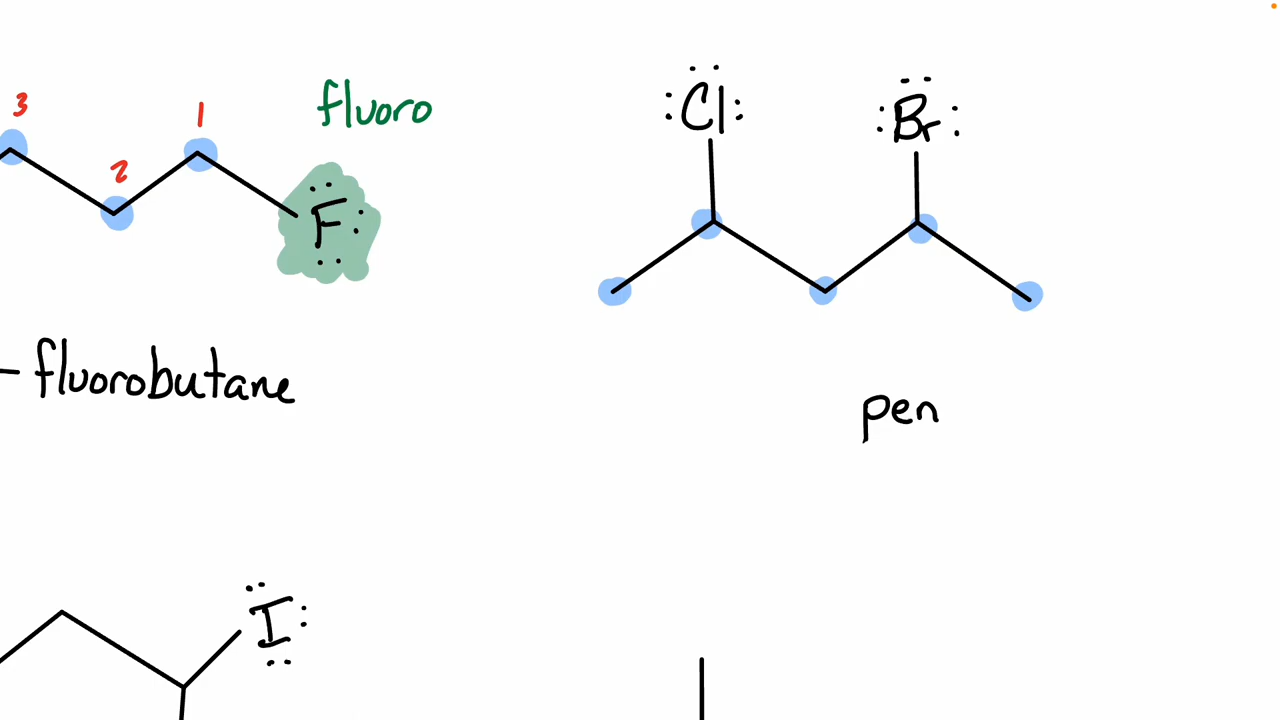 3
1
2
fluoro
:F:
– fluorobutane
:Cl:
:Br:
pen
I: